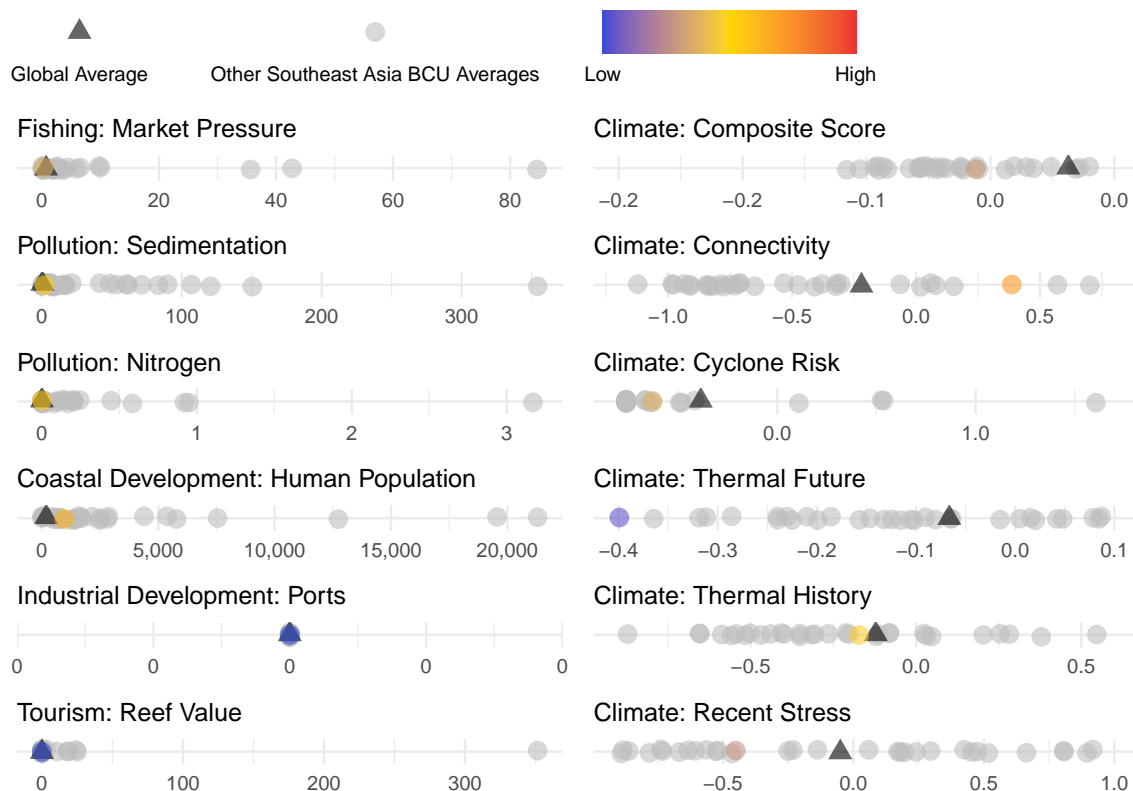 Global Average
Other Southeast Asia BCU Averages
Low
High
Fishing: Market Pressure
0 20 40 60 80
Climate: Composite Score
−0.2 −0.2 −0.1 0.0 0.0
Pollution: Sedimentation
0 100 200 300
Climate: Connectivity
−1.0 −0.5 0.0 0.5
Pollution: Nitrogen
0 1 2 3
Climate: Cyclone Risk
0.0 1.0
Coastal Development: Human Population
0 5,000 10,000 15,000 20,000
Climate: Thermal Future
−0.4 −0.3 −0.2 −0.1 0.0 0.1
Industrial Development: Ports
0 0 0 0 0
Climate: Thermal History
−0.5 0.0 0.5
Tourism: Reef Value
0 100 200 300
Climate: Recent Stress
−0.5 0.0 0.5 1.0